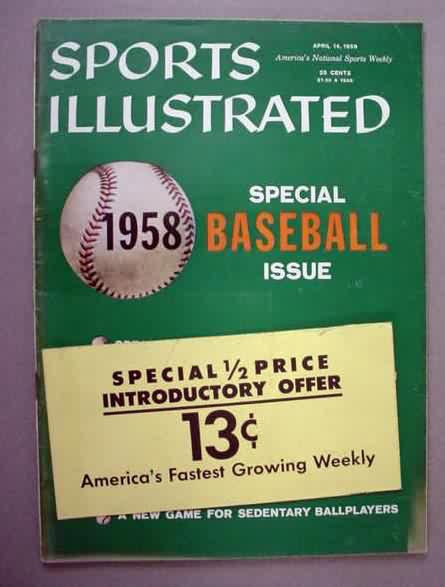 SPORTS
ILLUSTRATED
APRIL 14, 1958
America's National Sports Weekly
25 CENTS
$7.50 A YEAR
1958
SPECIAL
BASEBALL
ISSUE
SPECIAL 1/2 PRICE
INTRODUCTORY OFFER
13¢
America's Fastest Growing Weekly
A NEW GAME FOR SEDENTARY BALLPLAYERS